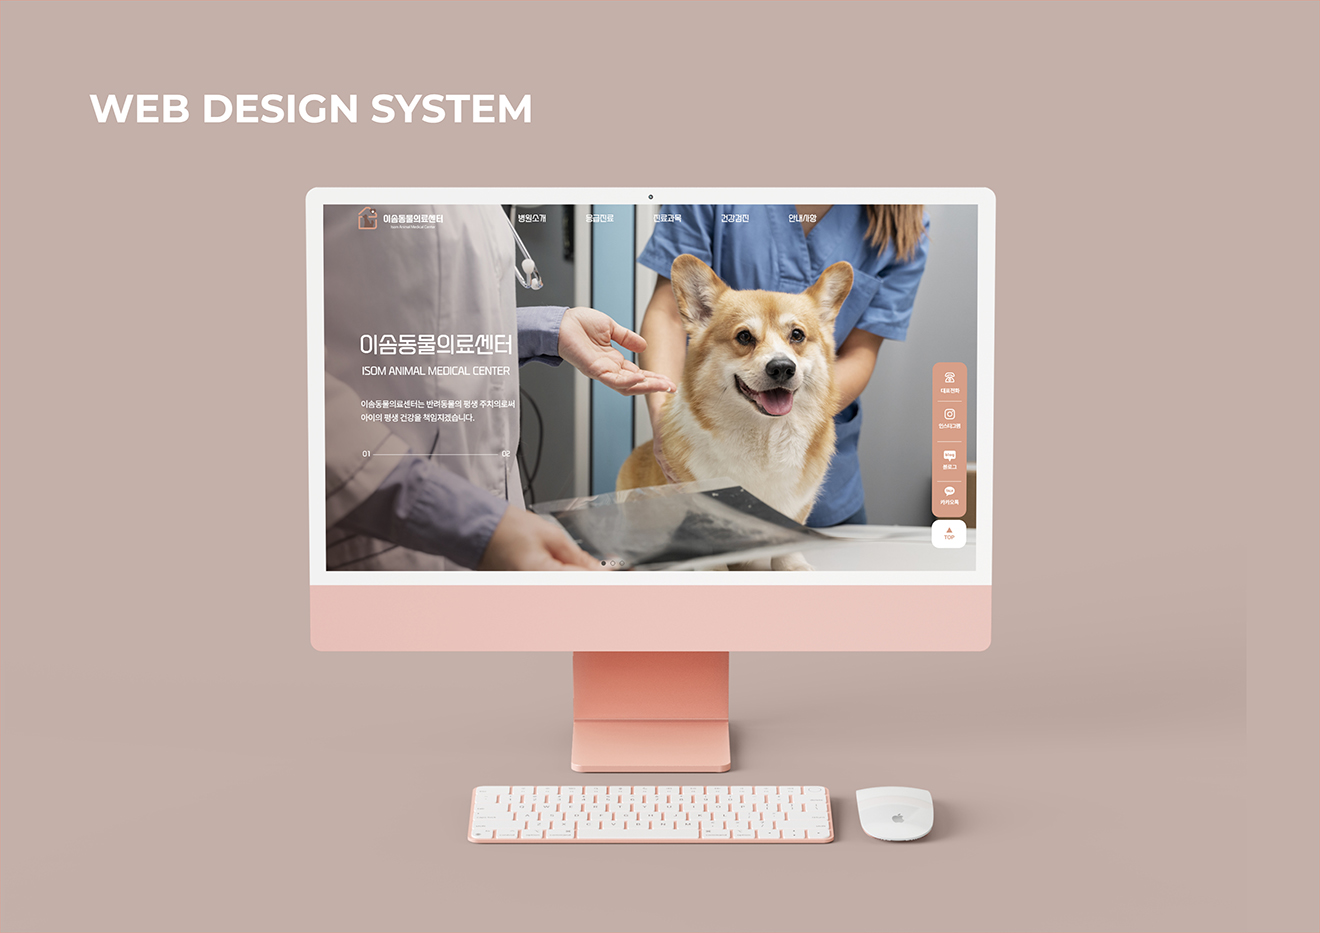 WEB DESIGN SYSTEM
이솜동물의료센터
Isom Animal Medical Center
병원소개 응급진료 진료과목 건강검진 안내사항
이솜동물의료센터
ISOM ANIMAL MEDICAL CENTER
이솜동물의료센터는 반려동물의 평생 주치의로써
아이의 평생 건강을 책임지겠습니다.
01 02
대표전화
인스타그램
블로그
카카오톡
TOP